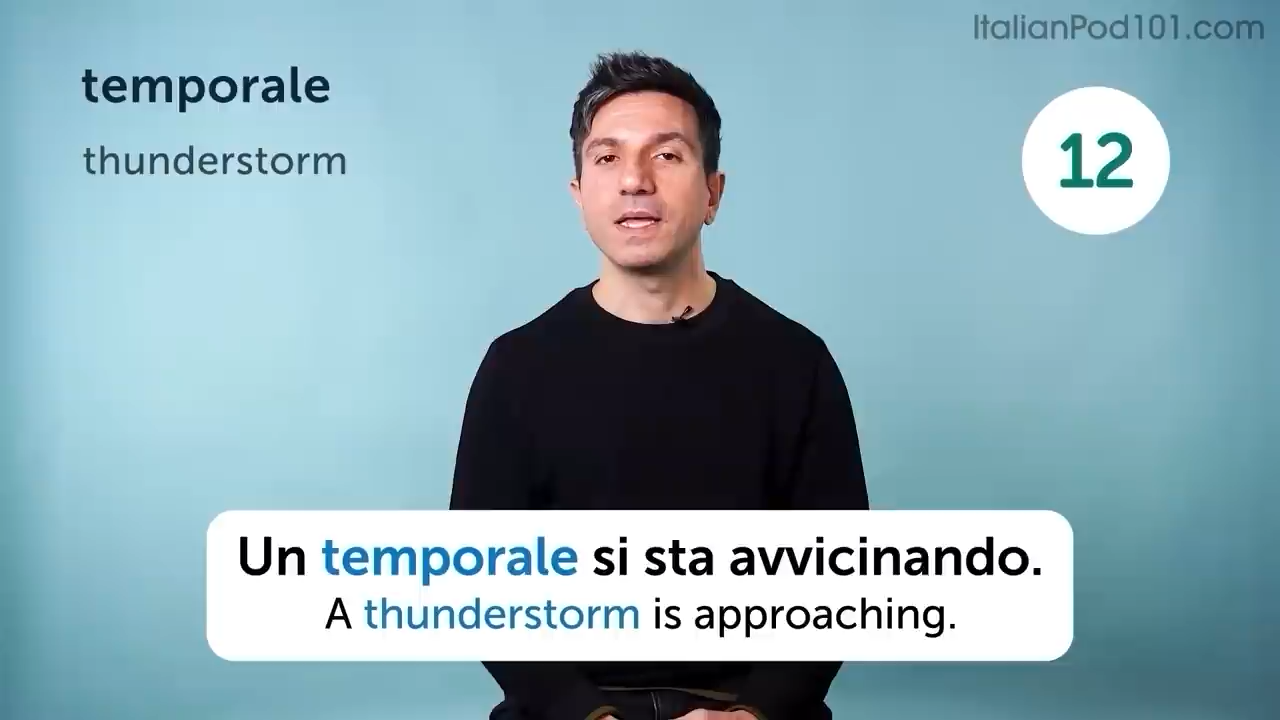 ItalianPod101.com
temporale
thunderstorm
12
Un temporale si sta avvicinando.
A thunderstorm is approaching.